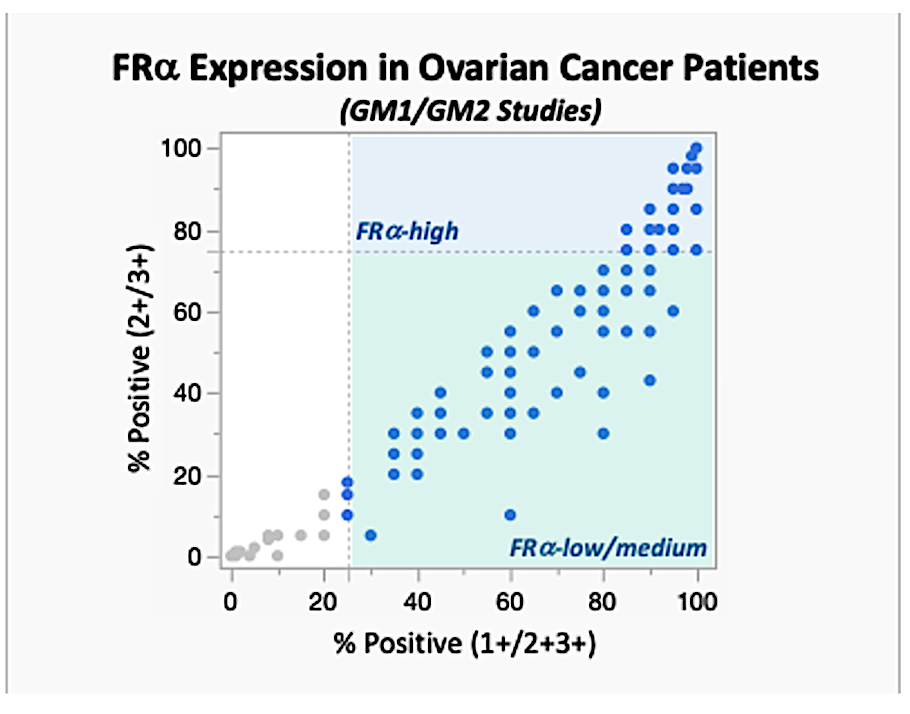 FRα Expression in Ovarian Cancer Patients
(GM1/GM2 Studies)
% Positive (2+/3+)
100
80
60
40
20
0
FRα-high
FRα-low/medium
0 20 40 60 80 100
% Positive (1+/2+3+)